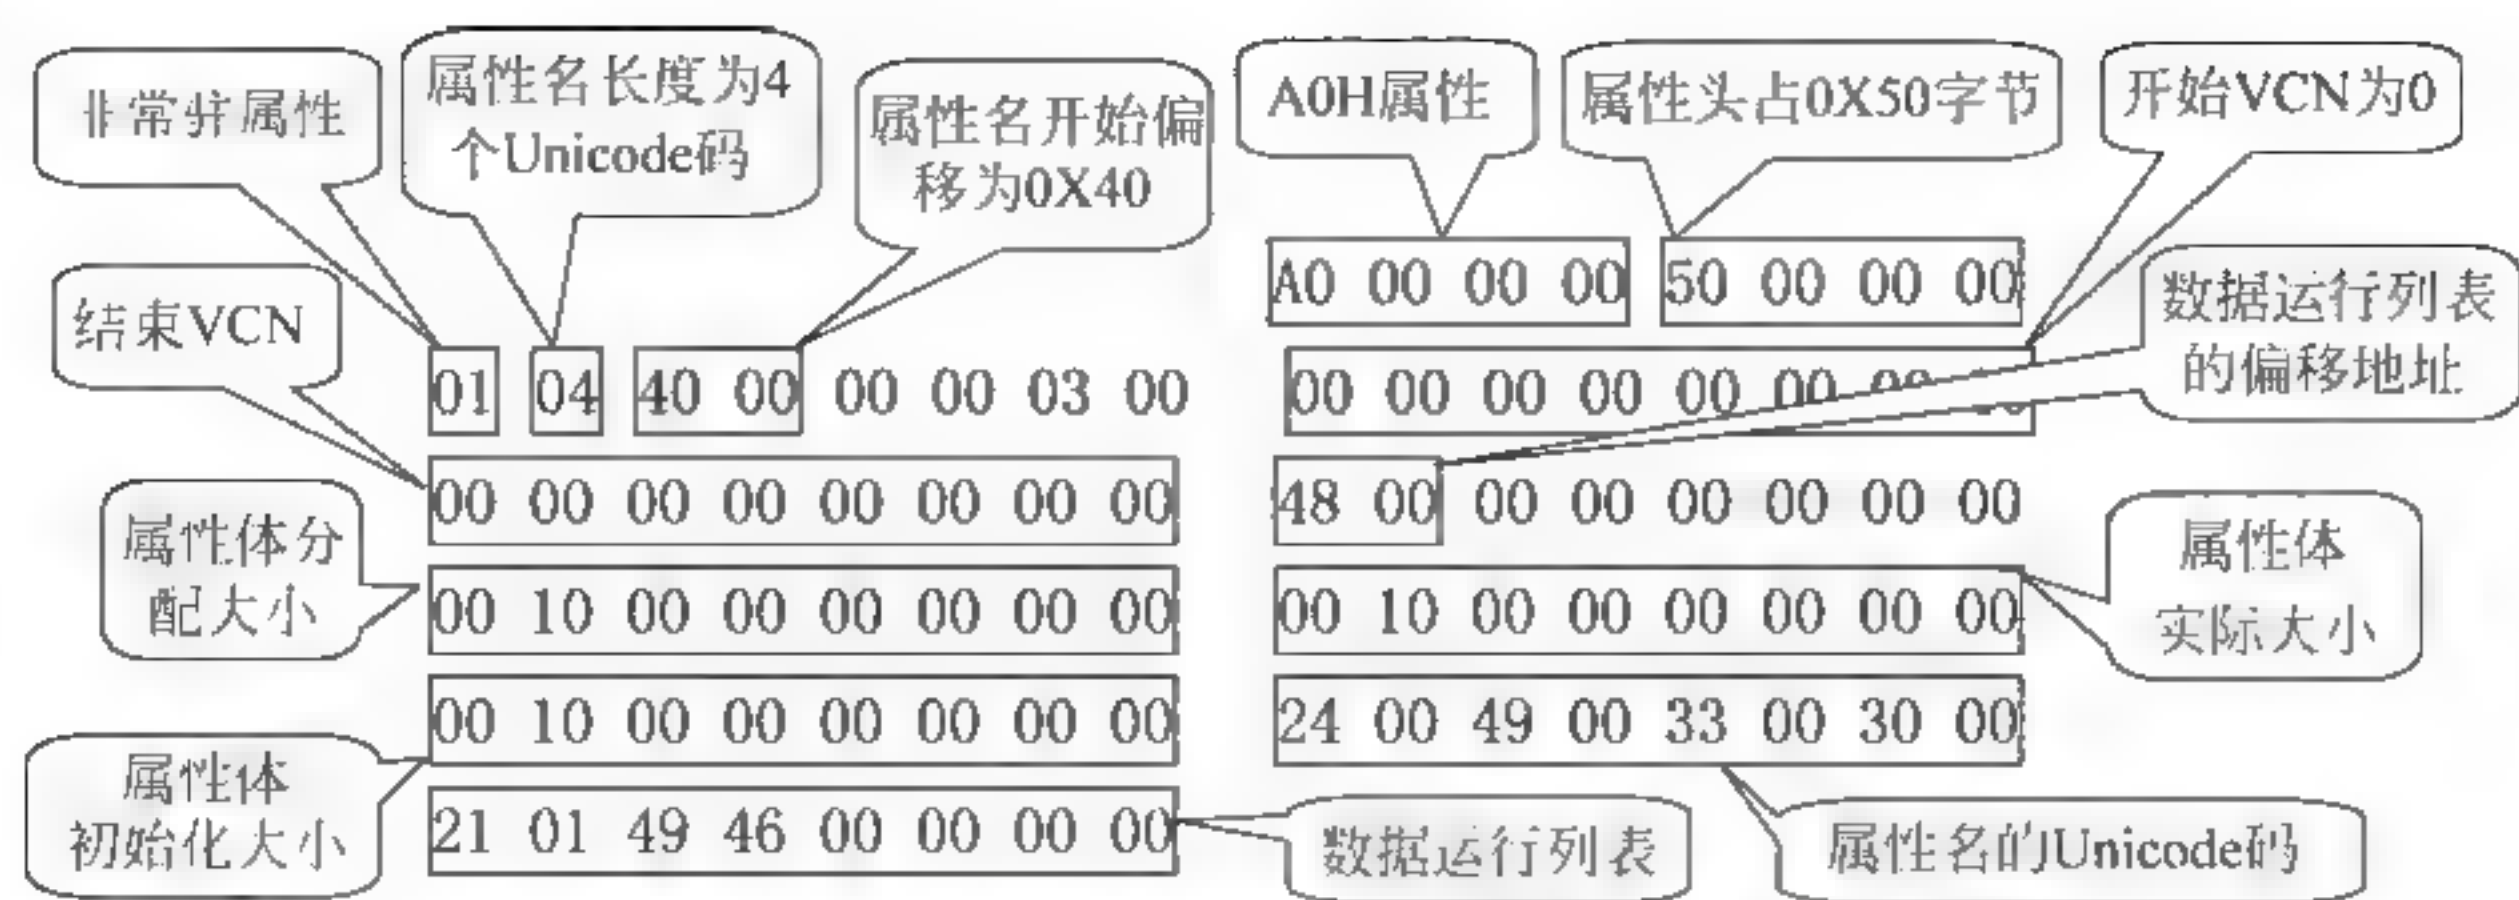 非常驻属性
属性名长度为4
个Unicode码
属性名开始偏
移为0X40
A0H属性
属性头占0X50字节
开始VCN为0
A0 00 00 00 50 00 00 00
数据运行列表
的偏移地址
结束VCN
01 04 40 00 00 00 03 00 00 00 00 00 00 00 00
00 00 00 00 00 00 00 00 48 00 00 00 00 00 00 00
属性体分
配大小
属性体
实际大小
00 10 00 00 00 00 00 00 00 10 00 00 00 00 00 00
00 10 00 00 00 00 00 00 24 00 49 00 33 00 30 00
属性体
初始化大小
21 01 49 46 00 00 00 00
数据运行列表
属性名的Unicode码